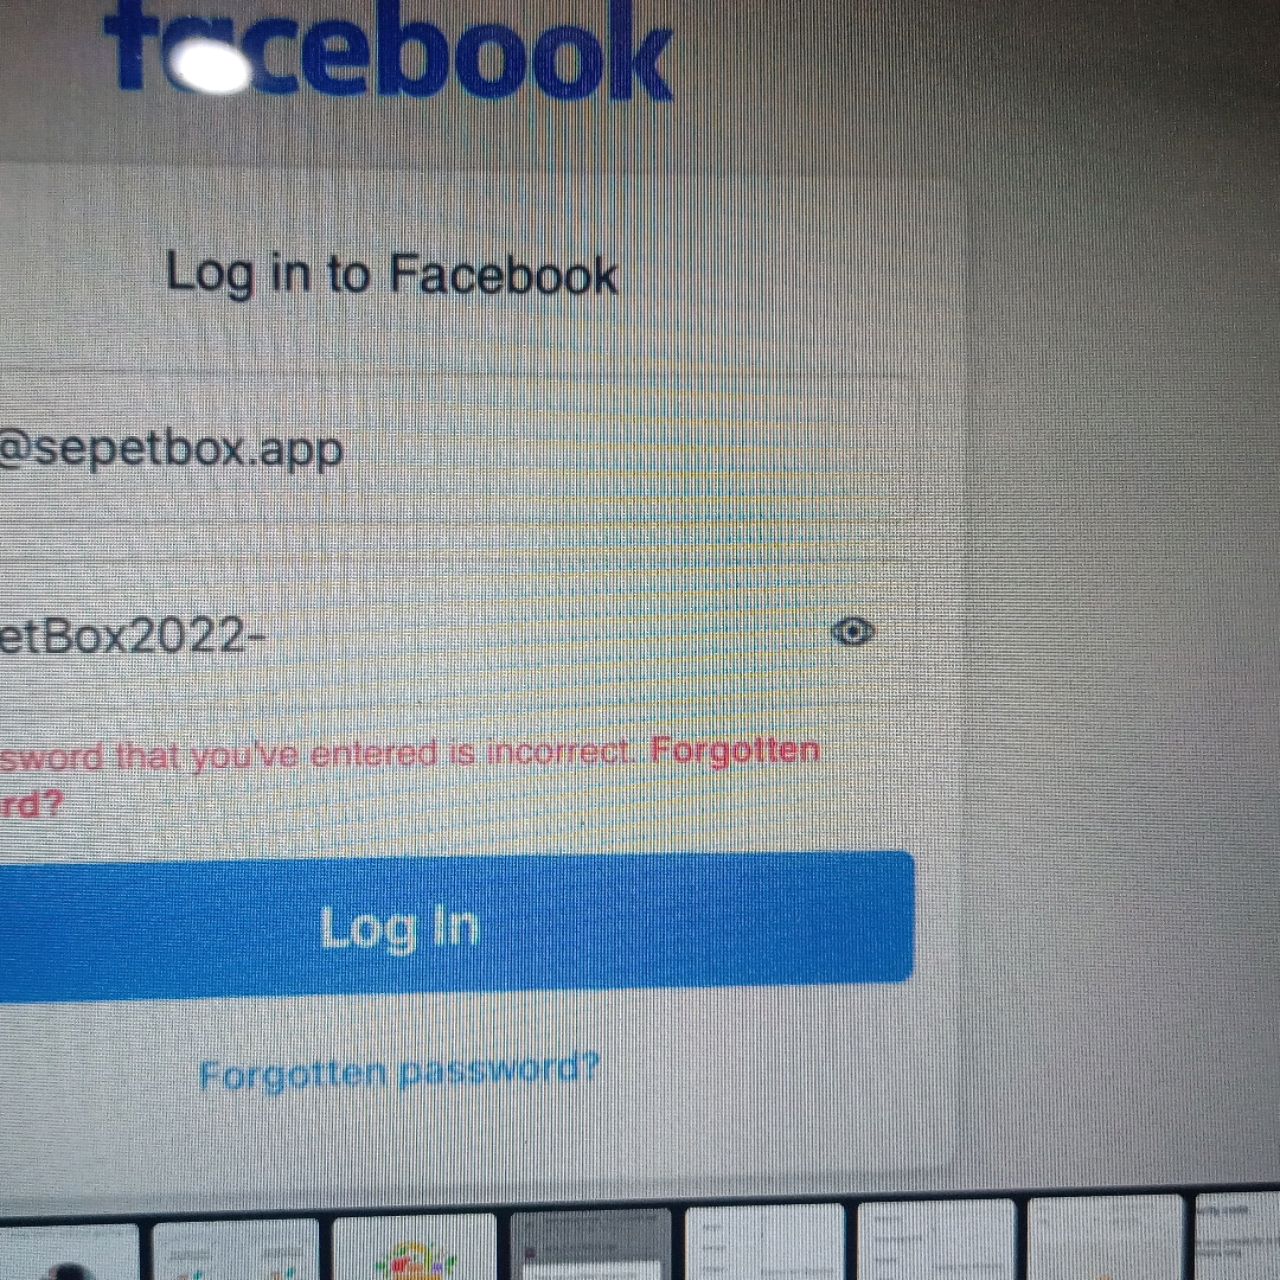 facebook
Log in to Facebook
@sepetbox.app
etBox2022-
sword that you've entered is incorrect. Forgotten
rd?
Log In
Forgotten password?